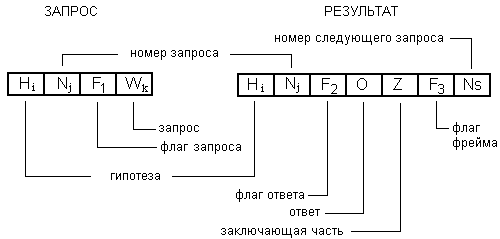 ЗАПРОС
РЕЗУЛЬТАТ
номер следующего запроса
номер запроса
Hi Nj F1 Wk
Hi Nj F2 O Z F3 Ns
запрос
флаг запроса
гипотеза
флаг
фрейма
флаг ответа
ответ
заключающая часть